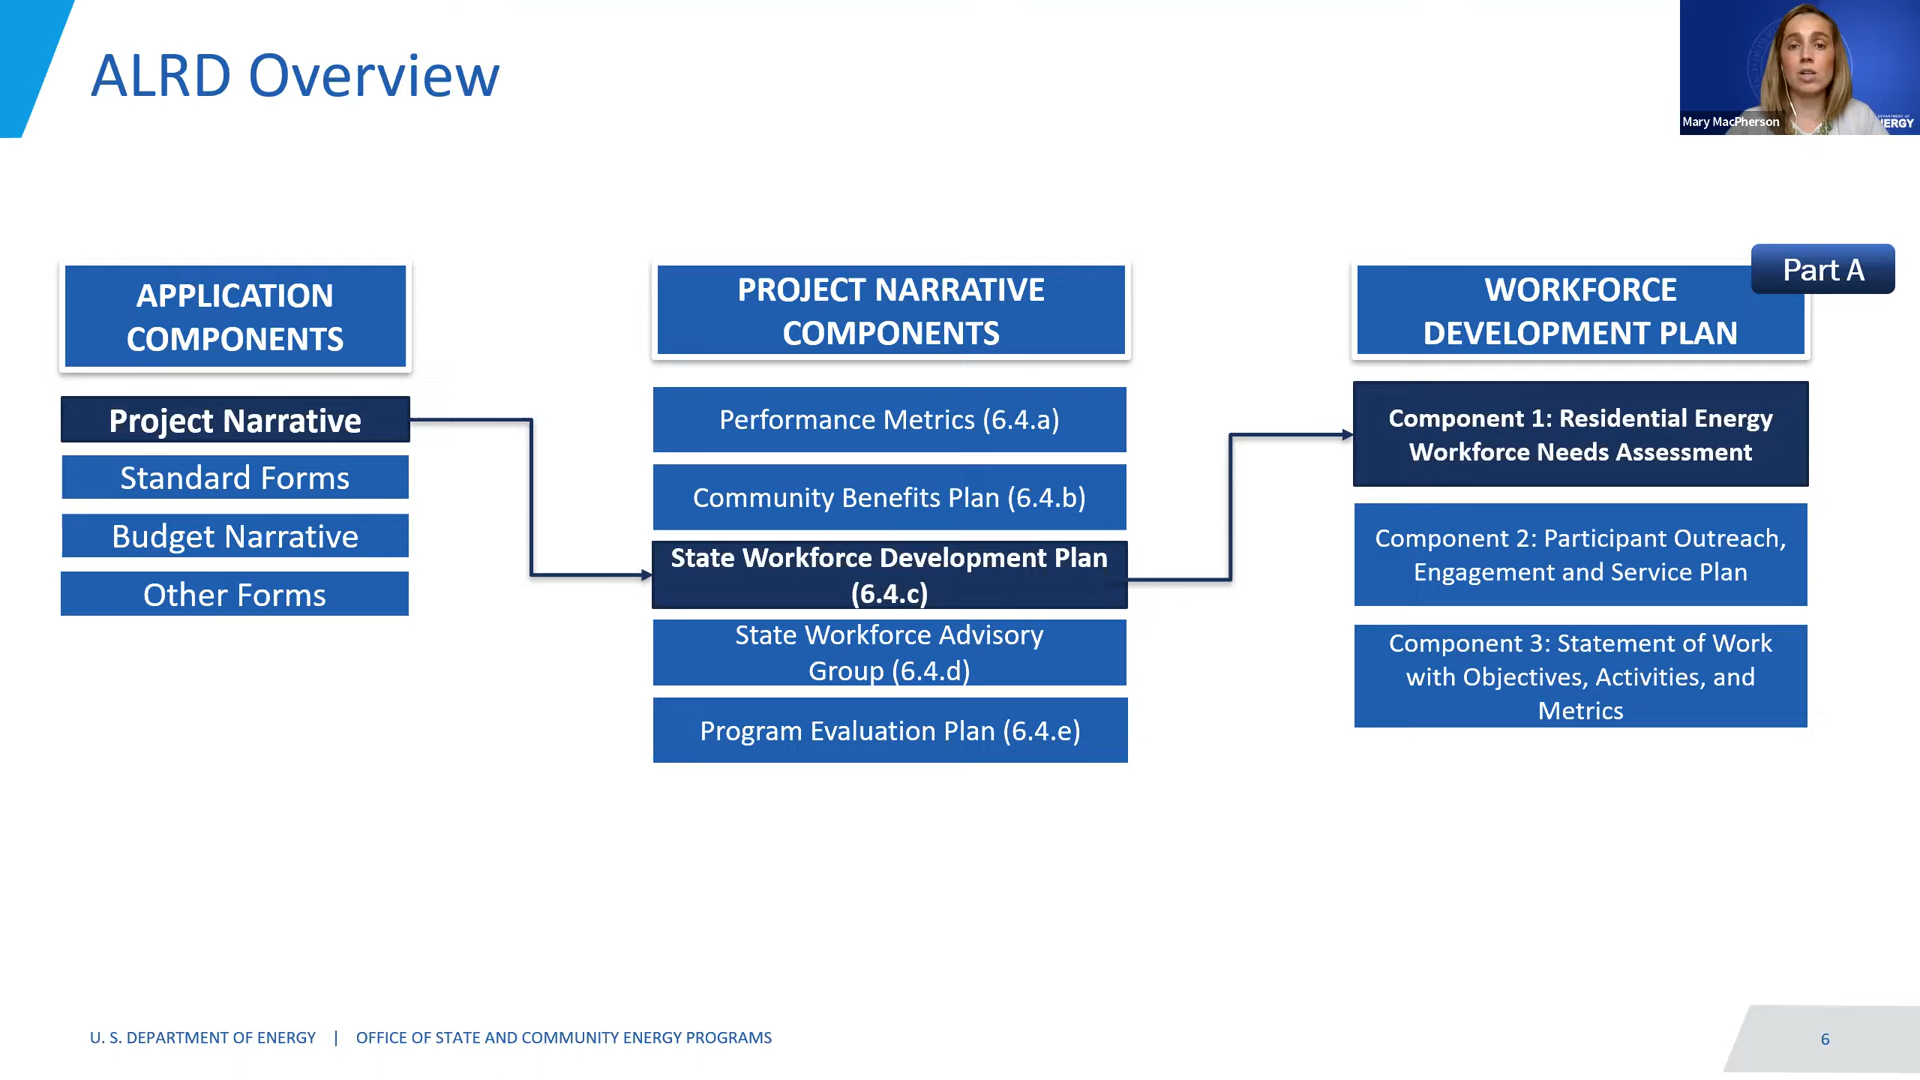 ALRD Overview
Mary MacPherson
ERGY
Part A
APPLICATION
COMPONENTS
Project Narrative
Standard Forms
Budget Narrative
Other Forms
PROJECT NARRATIVE
COMPONENTS
Performance Metrics (6.4.a)
Community Benefits Plan (6.4.b)
State Workforce Development Plan
(6.4.c)
State Workforce Advisory
Group (6.4.d)
Program Evaluation Plan (6.4.e)
WORKFORCE
DEVELOPMENT PLAN
Component 1: Residential Energy
Workforce Needs Assessment
Component 2: Participant Outreach,
Engagement and Service Plan
Component 3: Statement of Work
with Objectives, Activities, and
Metrics
U. S. DEPARTMENT OF ENERGY | OFFICE OF STATE AND COMMUNITY ENERGY PROGRAMS
6